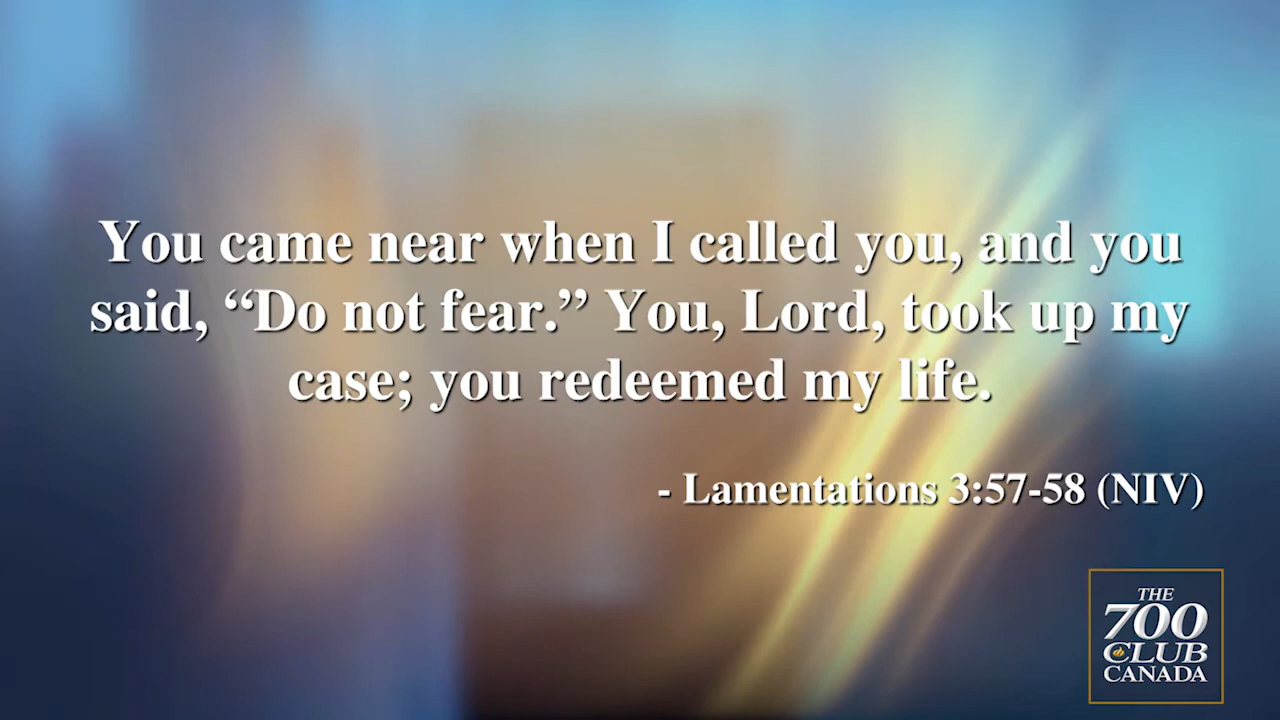 You came near when I called you, and you
said, “Do not fear.” You, Lord, took up my
case; you redeemed my life.
- Lamentations 3:57-58 (NIV)
THE
700
CLUB
CANADA